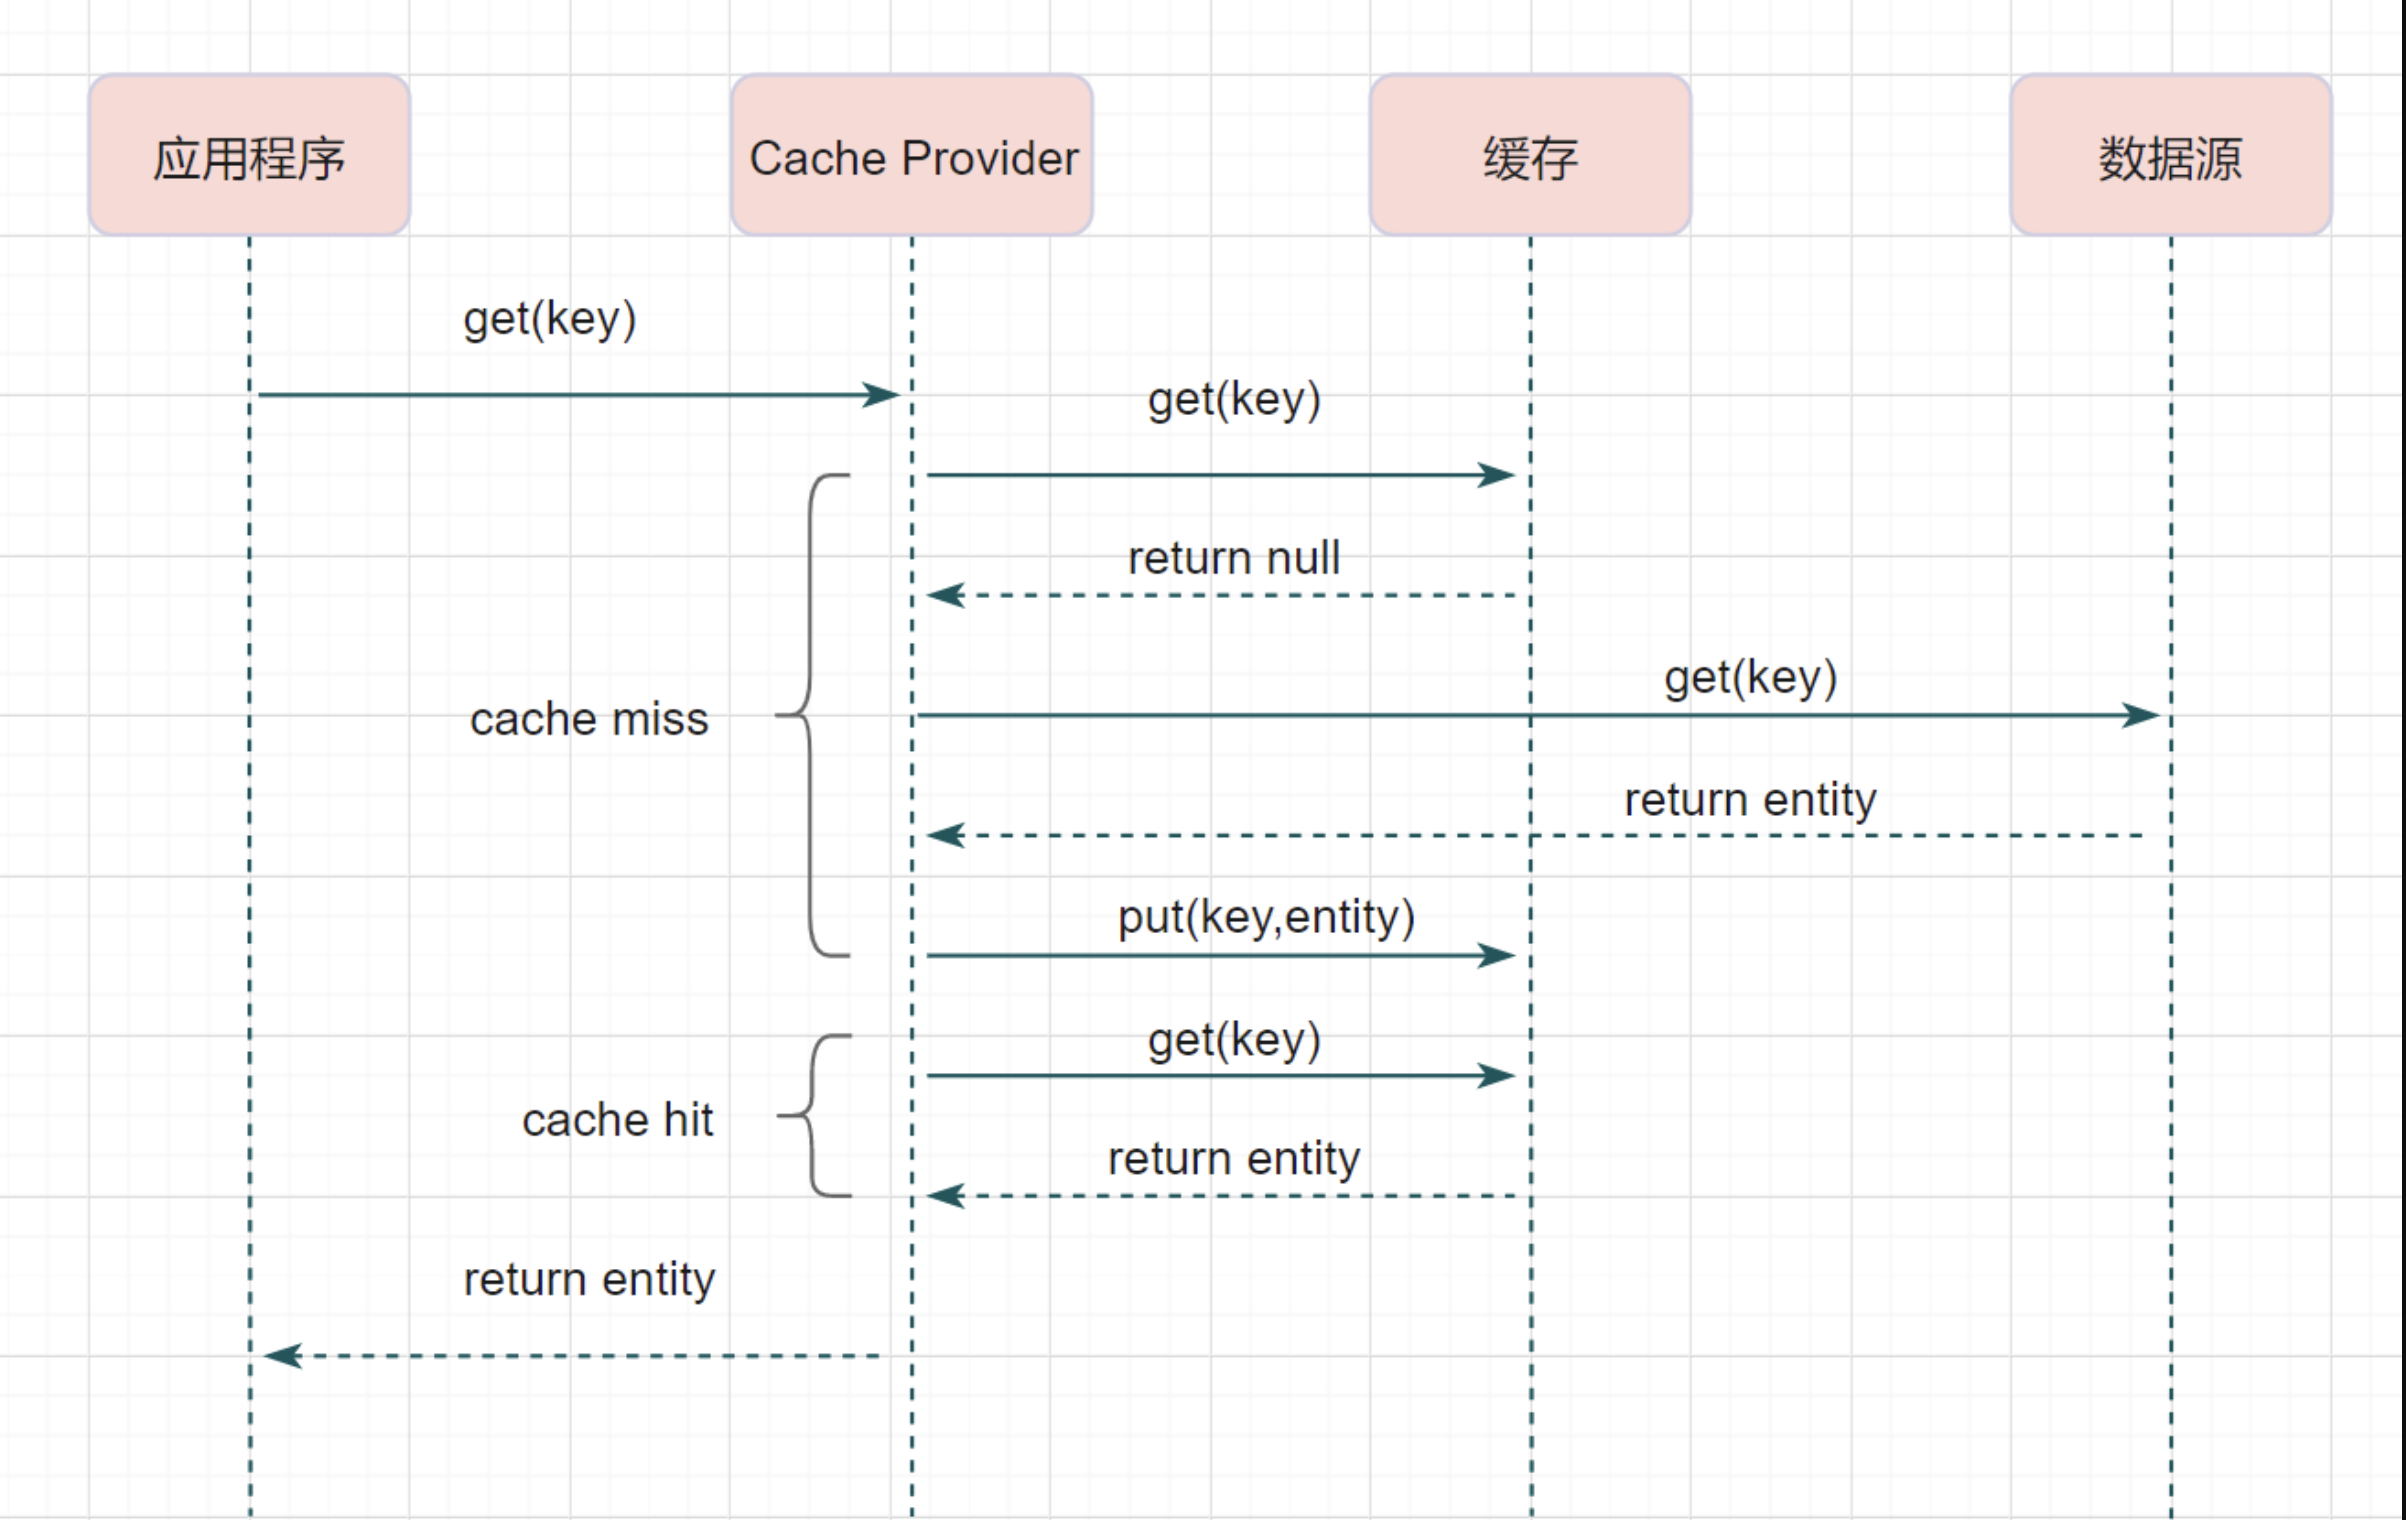 应用程序
Cache Provider
缓存
数据源
get(key)
get(key)
return null
get(key)
cache miss
return entity
put(key,entity)
get(key)
cache hit
return entity
return entity